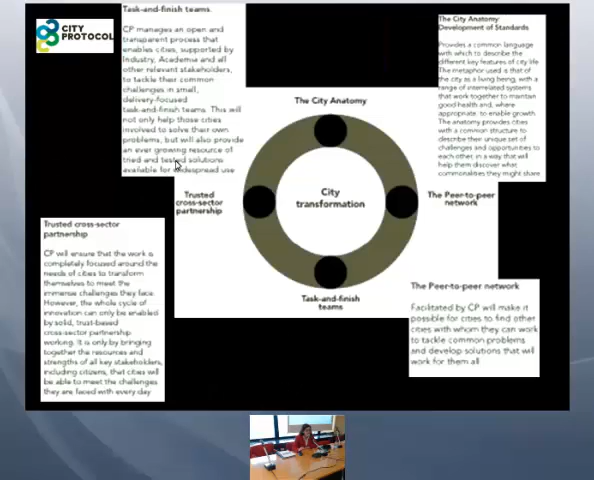 CITY
PROTOCOL
Task-and-finish teams.
CP manages an open and
transparent process that
enables cities, supported by
Industry, Academia and all
other relevant stakeholders,
to tackle their common
challenges in small,
delivery-focused
task-and-finish teams. This will
not only help those cities
involved to solve their own
problems, but will also provide
an ever growing resource of
tried and tested solutions
available for widespread use
The City Anatomy
Development of Standards
Provides a common language
with which to describe the
different key features of city life
The metaphor used is that of
the city as a living being, with a
range of interrelated systems
that work together to maintain
good health and, where
appropriate, to enable growth.
The anatomy provides cities
with a common structure to
describe their unique set of
challenges and opportunities to
each other, in a way that will
help them discover what
commonalities they might share
The City Anatomy
Trusted
cross-sector
partnership
City
transformation
The Peer-to-peer
network
Task-and-finish
teams
Trusted cross-sector
partnership
CP will ensure that the work is
completely focused around the
needs of cities to transform
themselves to meet the
immense challenges they face.
However, the whole cycle of
innovation can only be enabled
by solid, trust-based
cross-sector partnership
working. It is only by bringing
together the resources and
strengths of all key stakeholders,
including citizens, that cities will
be able to meet the challenges
they are faced with every day
The Peer-to-peer network
Facilitated by CP will make it
possible for cities to find other
cities with whom they can work
to tackle common problems
and develop solutions that will
work for them all